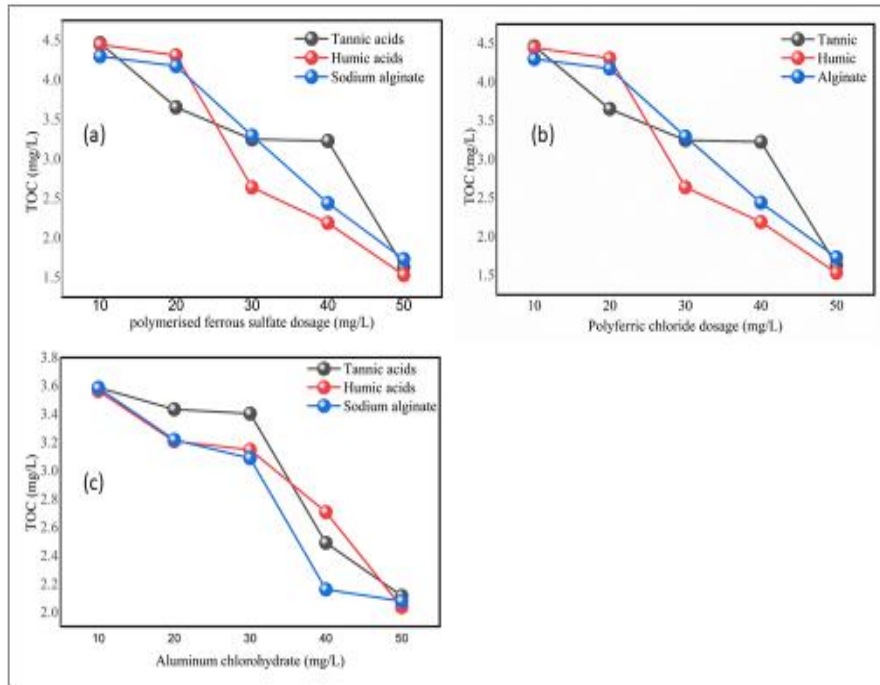 4.5
4.0
3.5
3.0
2.5
2.0
1.5
TOC (mg/L)
(a)
Tannic acids
Humic acids
Sodium alginate
10 20 30 40 50
polymerised ferrous sulfate dosage (mg/L)
4.5
4.0
3.5
3.0
2.5
2.0
1.5
TOC (mg/L)
(b)
Tannic
Humic
Alginate
10 20 30 40 50
Polyferric chloride dosage (mg/L)
3.8
3.6
3.4
3.2
3.0
2.8
2.6
2.4
2.2
2.0
TOC (mg/L)
(c)
Tannic acids
Humic acids
Sodium alginate
10 20 30 40 50
Aluminum chlorohydrate (mg/L)